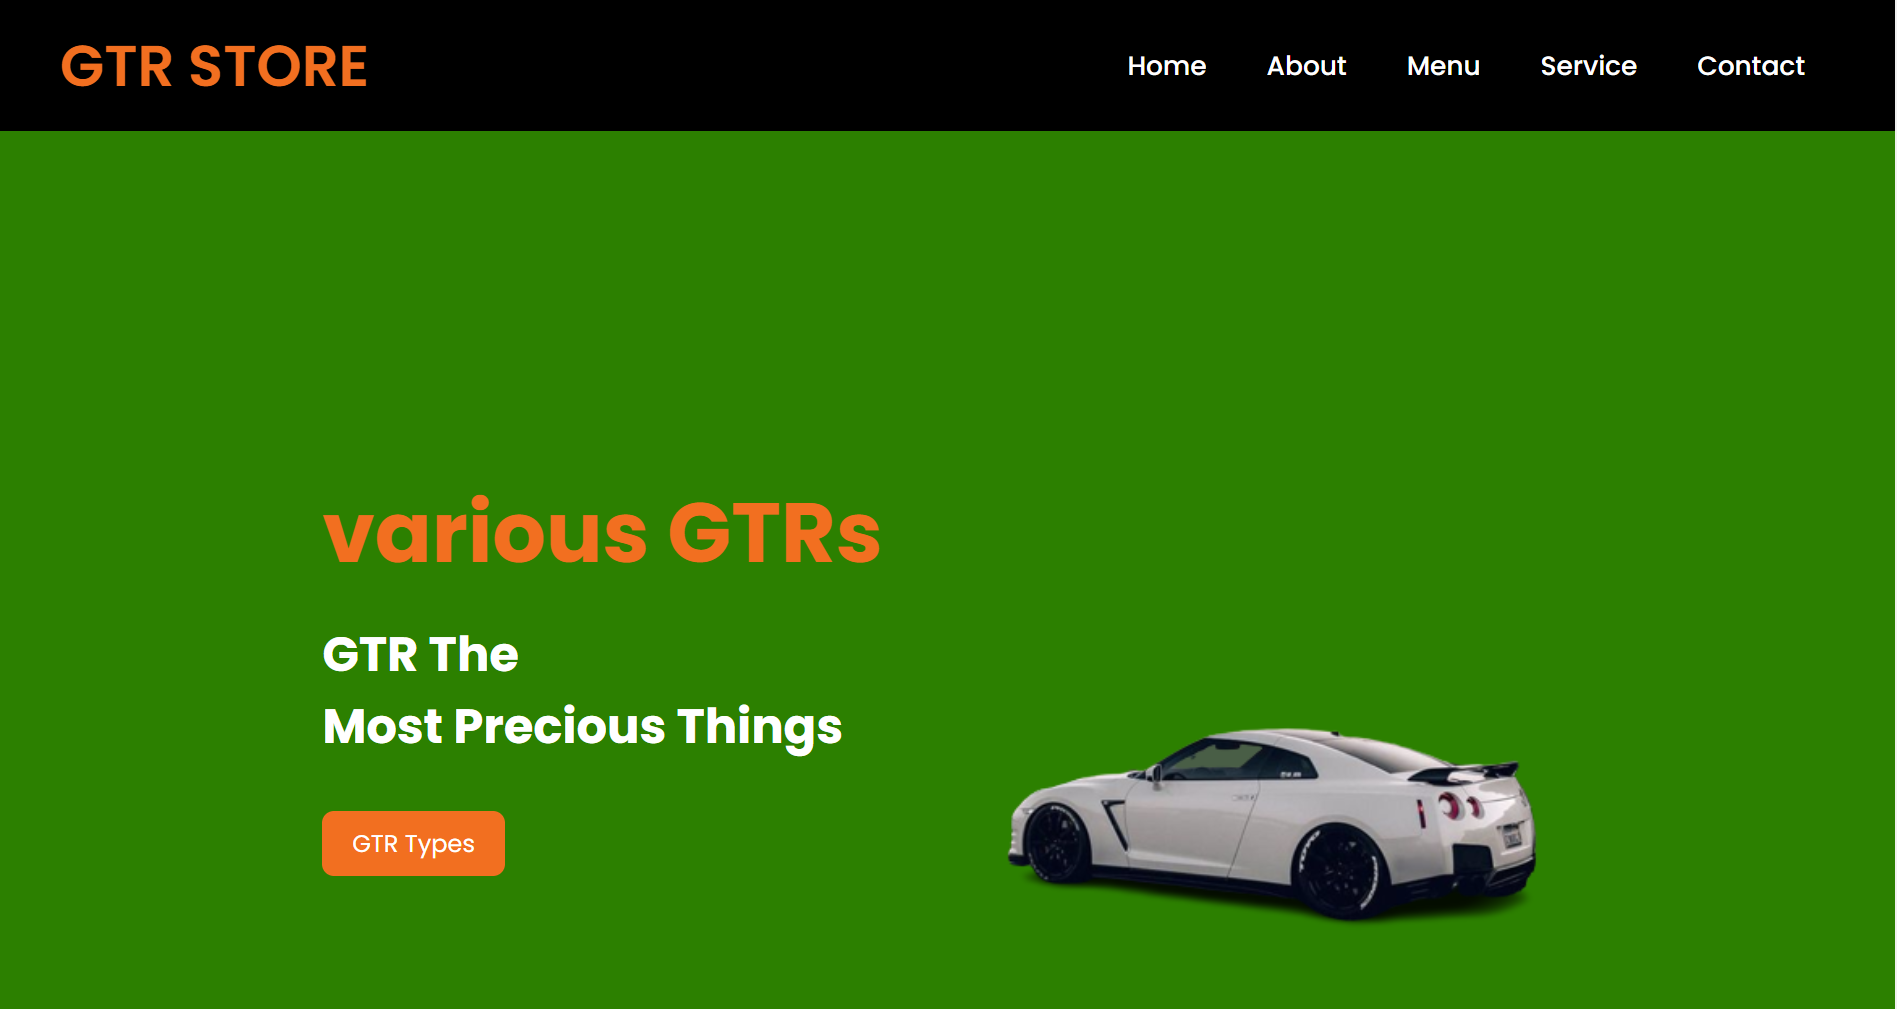 GTR STORE
Home About Menu Service Contact
various GTRs
GTR The
Most Precious Things
GTR Types